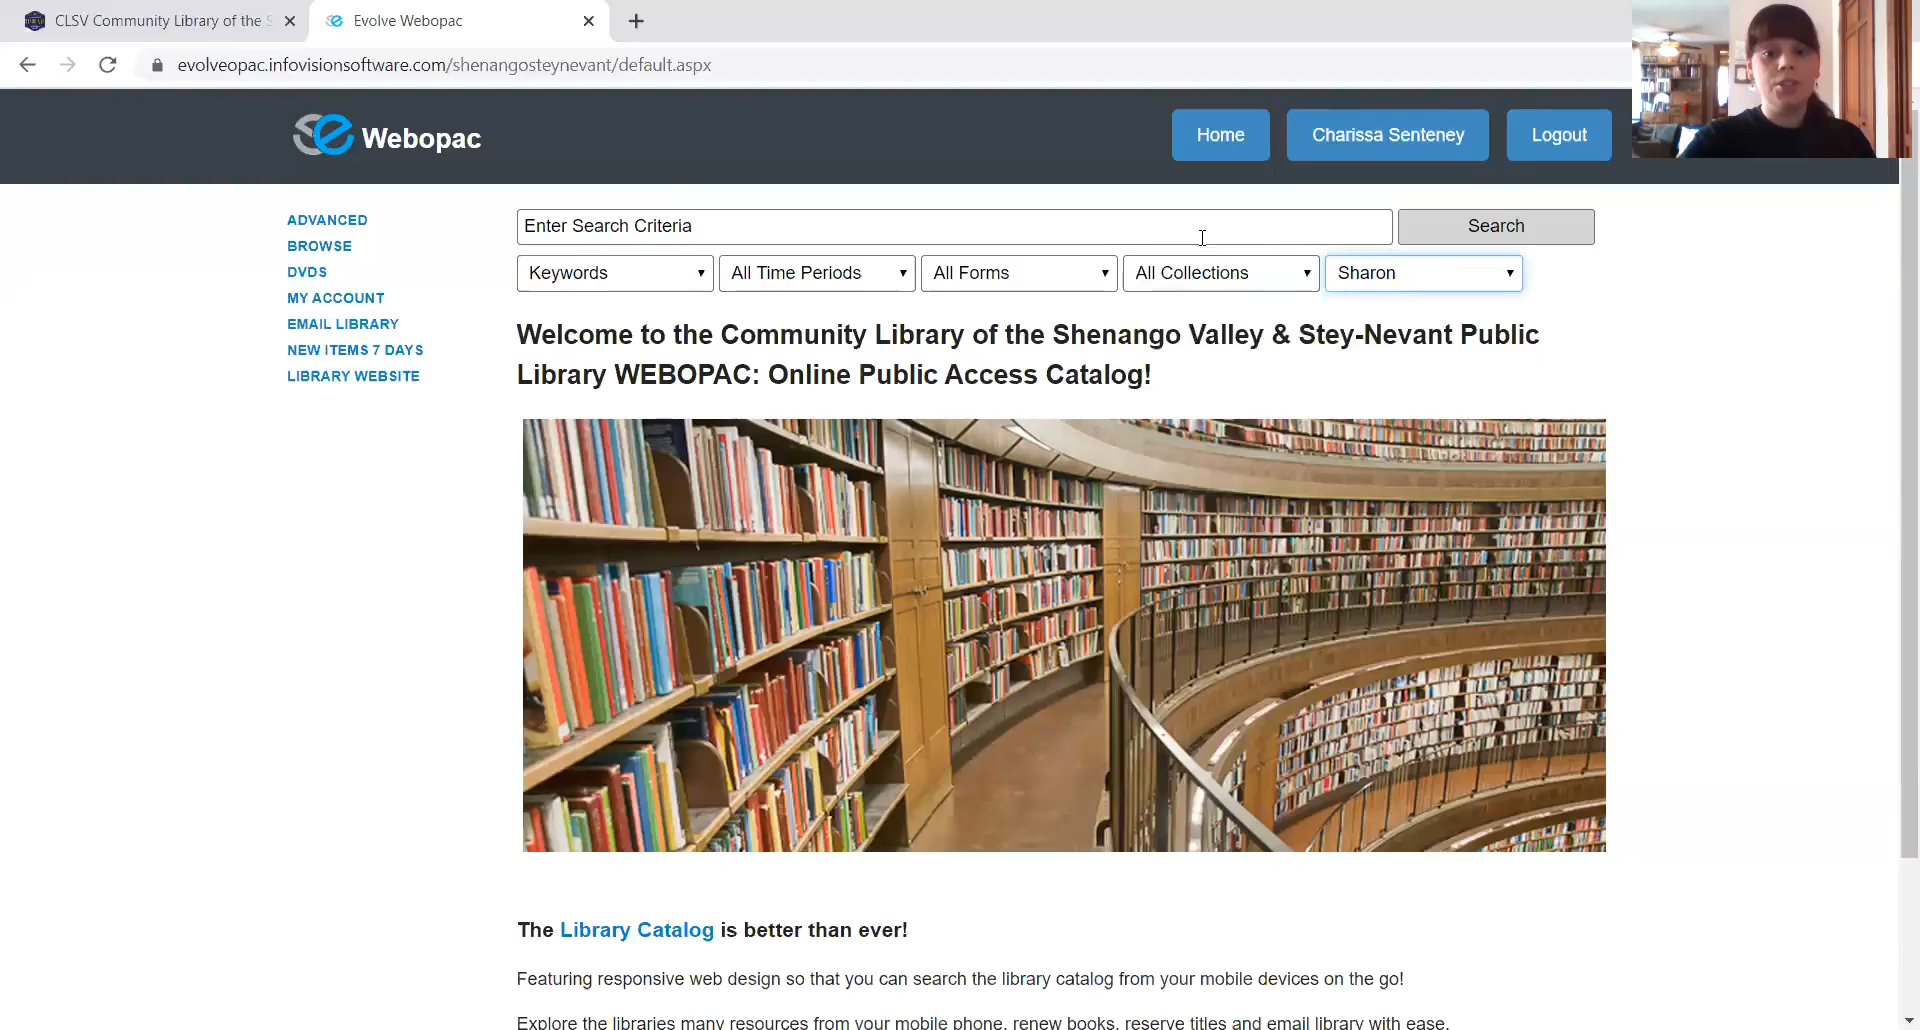 CLSV Community Library of the S
Evolve Webopac
evolveopac.infovisionsoftware.com/shenangosteynevant/default.aspx
Webopac
Home
Charissa Senteney
Logout
ADVANCED
BROWSE
DVDS
MY ACCOUNT
EMAIL LIBRARY
NEW ITEMS 7 DAYS
LIBRARY WEBSITE
Enter Search Criteria
Search
Keywords
All Time Periods
All Forms
All Collections
Sharon
Welcome to the Community Library of the Shenango Valley & Stey-Nevant Public
Library WEBOPAC: Online Public Access Catalog!
The Library Catalog is better than ever!
Featuring responsive web design so that you can search the library catalog from your mobile devices on the go!
Explore the libraries many resources from your mobile phone, renew books, reserve titles and email library with ease.